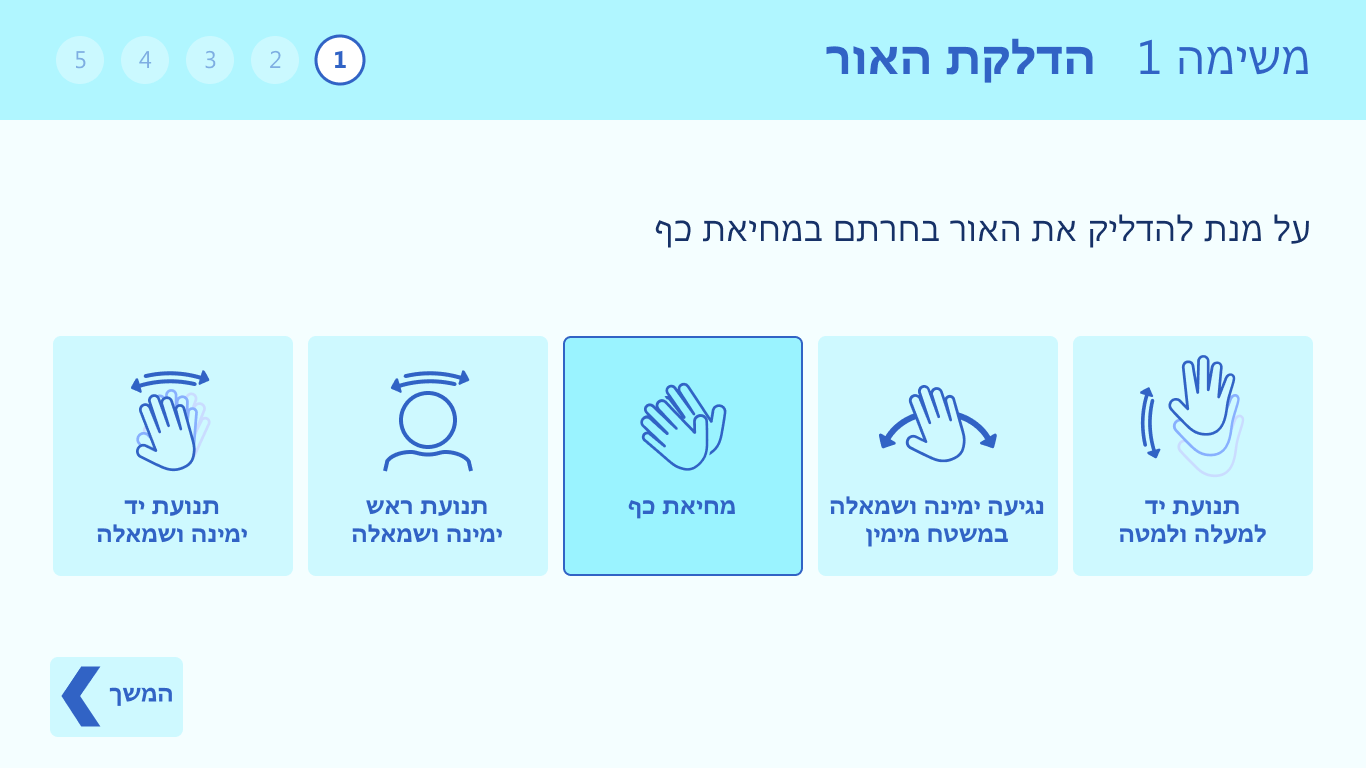 משימה 1 הדלקת האור
1 2 3 4 5
על מנת להדליק את האור בחרתם במחיאת כף
תנועת יד
למעלה ולמטה
נגיעה ימינה ושמאלה
במשטח מימין
מחיאת כף
תנועת ראש
ימינה ושמאלה
תנועת יד
ימינה ושמאלה
המשך